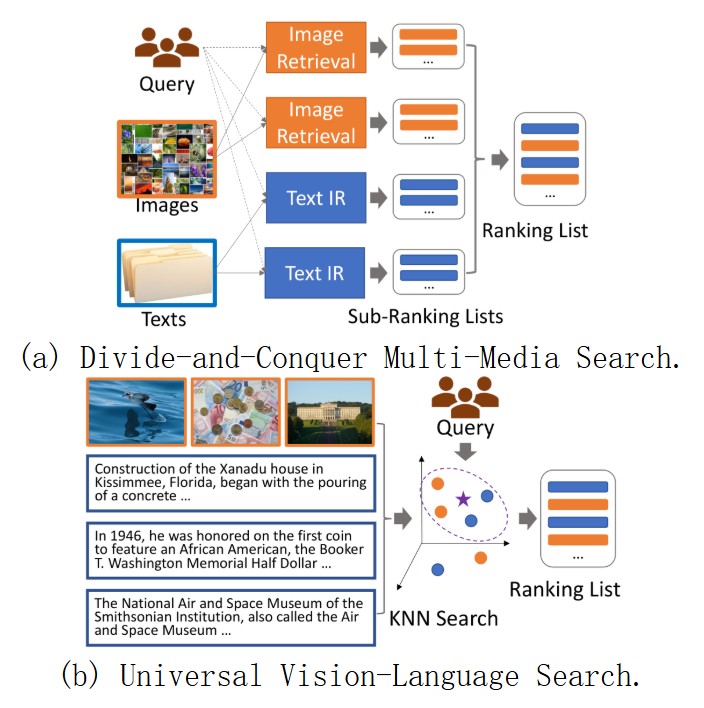 Query
Images
Texts
Image
Retrieval
Image
Retrieval
Text IR
Text IR
...
...
...
...
Sub-Ranking Lists
...
Ranking List
(a) Divide-and-Conquer Multi-Media Search.
Construction of the Xanadu house in
Kissimmee, Florida, began with the pouring
of a concrete ...
In 1946, he was honored on the first coin
to feature an African American, the Booker
T. Washington Memorial Half Dollar ...
The National Air and Space Museum of the
Smithsonian Institution, also called the Air
and Space Museum ...
Query
KNN Search
...
Ranking List
(b) Universal Vision-Language Search.